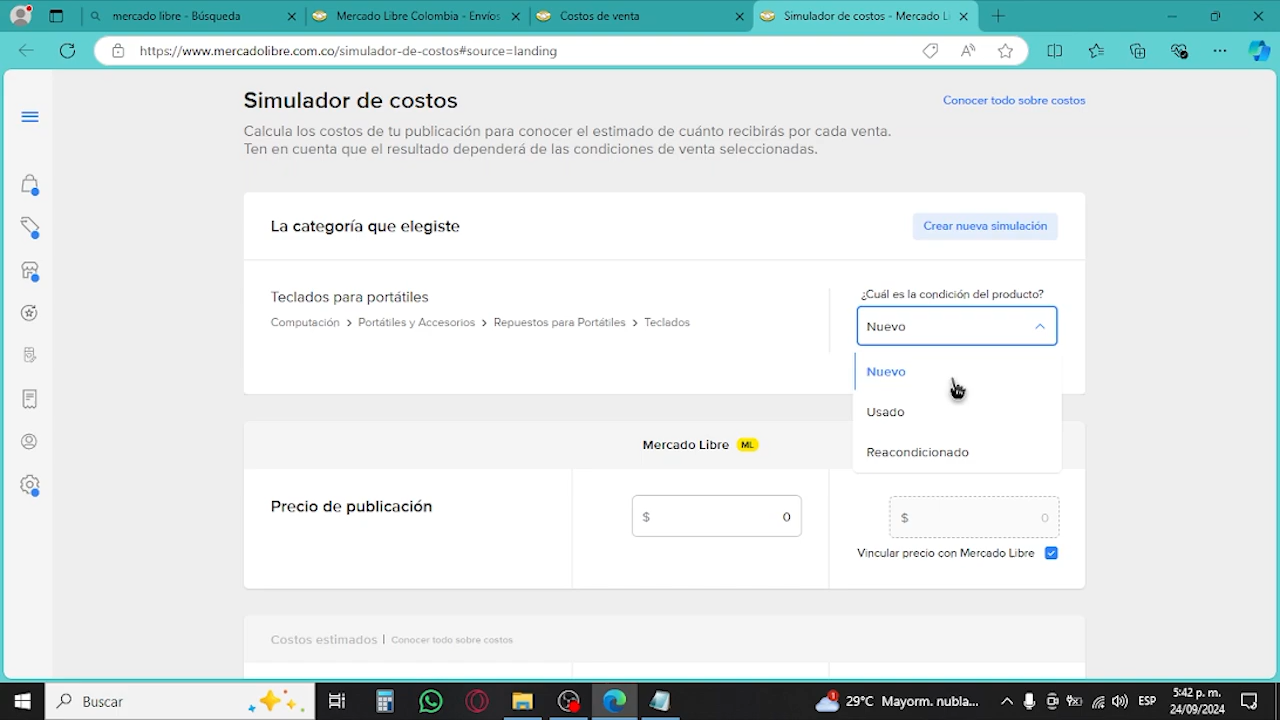 mercado libre - Búsqueda
Mercado Libre Colombia - Envíos
Costos de venta
Simulador de costos - Mercado Li
https://www.mercadolibre.com.co/simulador-de-costos#source=landing
Simulador de costos
Conocer todo sobre costos
Calcula los costos de tu publicación para conocer el estimado de cuánto recibirás por cada venta.
Ten en cuenta que el resultado dependerá de las condiciones de venta seleccionadas.
La categoría que elegiste
Crear nueva simulación
Teclados para portátiles
Computación > Portátiles y Accesorios > Repuestos para Portátiles > Teclados
¿Cuál es la condición del producto?
Nuevo
Nuevo
Usado
Reacondicionado
Mercado Libre ML
Precio de publicación
$ 0
$ 0
Vincular precio con Mercado Libre
Costos estimados | Conocer todo sobre costos
Buscar
1
29°C Mayorm. nubla...
ESP
5:42 p. m.
24/09/2024